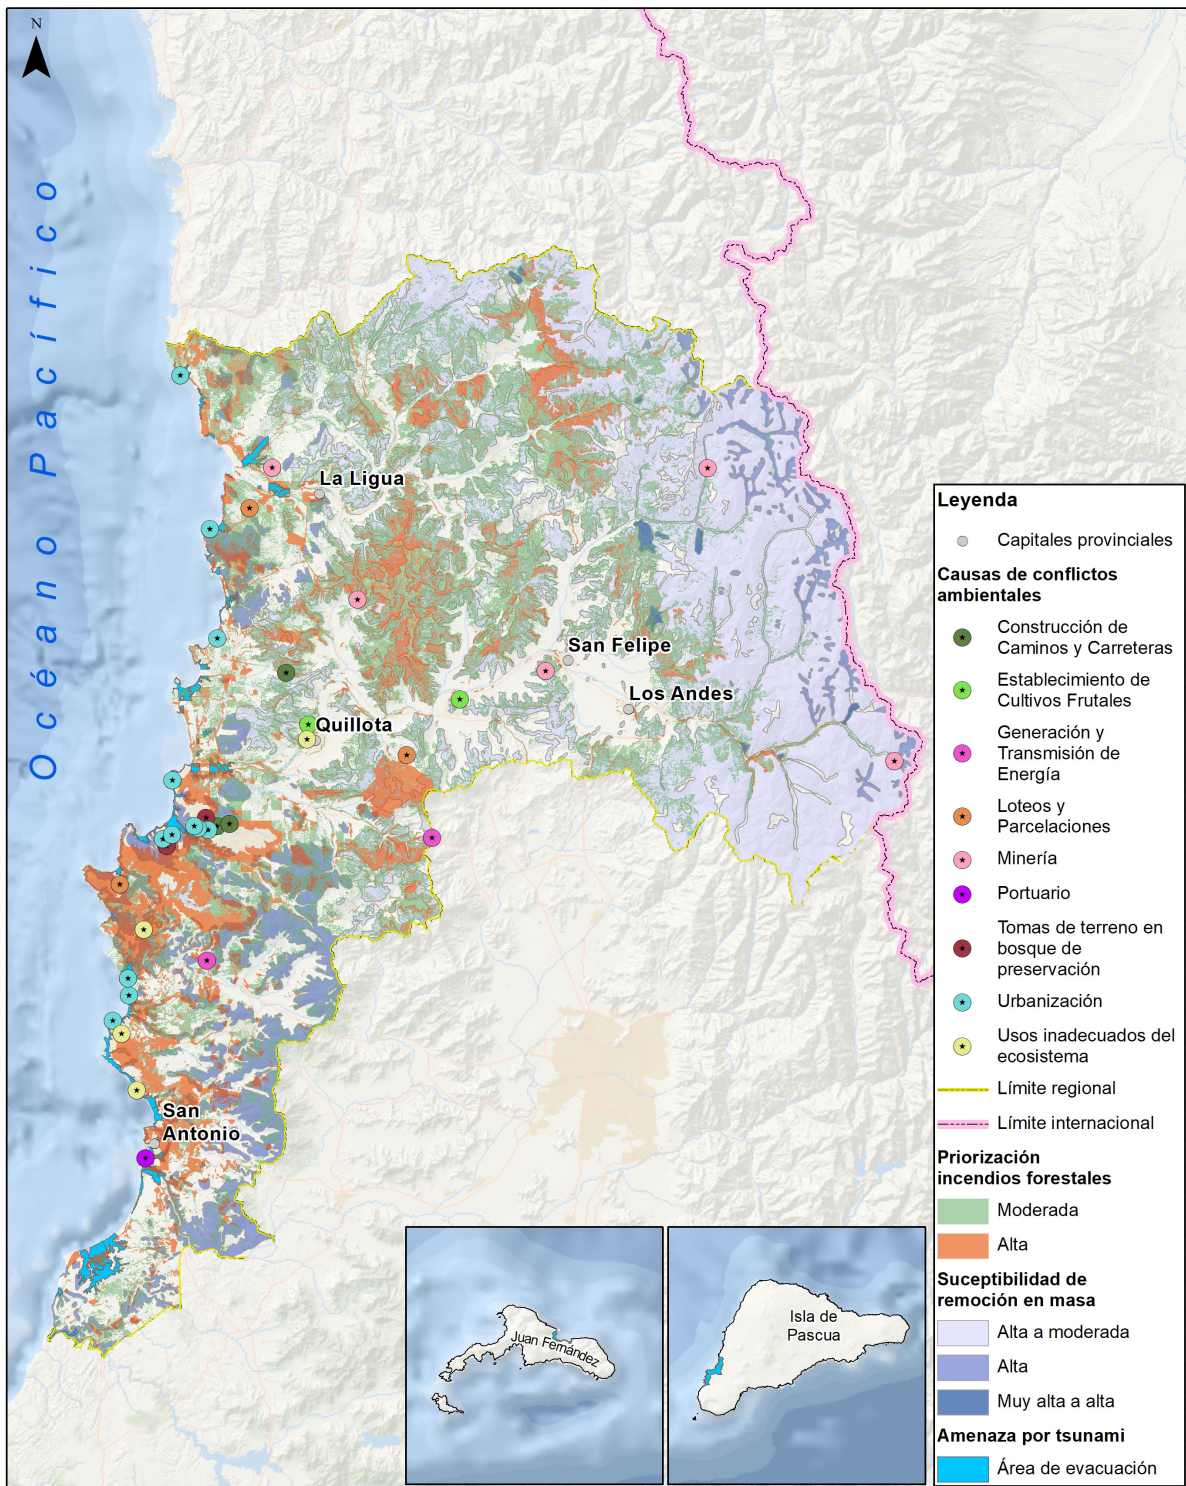 N
Océano Pacífico
La Ligua
San Felipe
Los Andes
Quillota
San
Antonio
Juan Fernández
Isla de
Pascua
Leyenda
Capitales provinciales
Causas de conflictos
ambientales
Construcción de
Caminos y Carreteras
Establecimiento de
Cultivos Frutales
Generación y
Transmisión de
Energía
Loteos y
Parcelaciones
Minería
Portuario
Tomas de terreno en
bosque de
preservación
Urbanización
Usos inadecuados del
ecosistema
Límite regional
Límite internacional
Priorización
incendios forestales
Moderada
Alta
Suceptibilidad de
remoción en masa
Alta a moderada
Alta
Muy alta a alta
Amenaza por tsunami
Área de evacuación